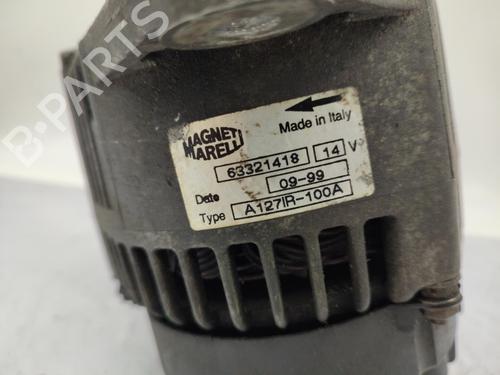 B-PARTS
MAGNETI
MARELLI
Made in Italy
63321418 14 V
Date 09-99
Type A127IR-100A